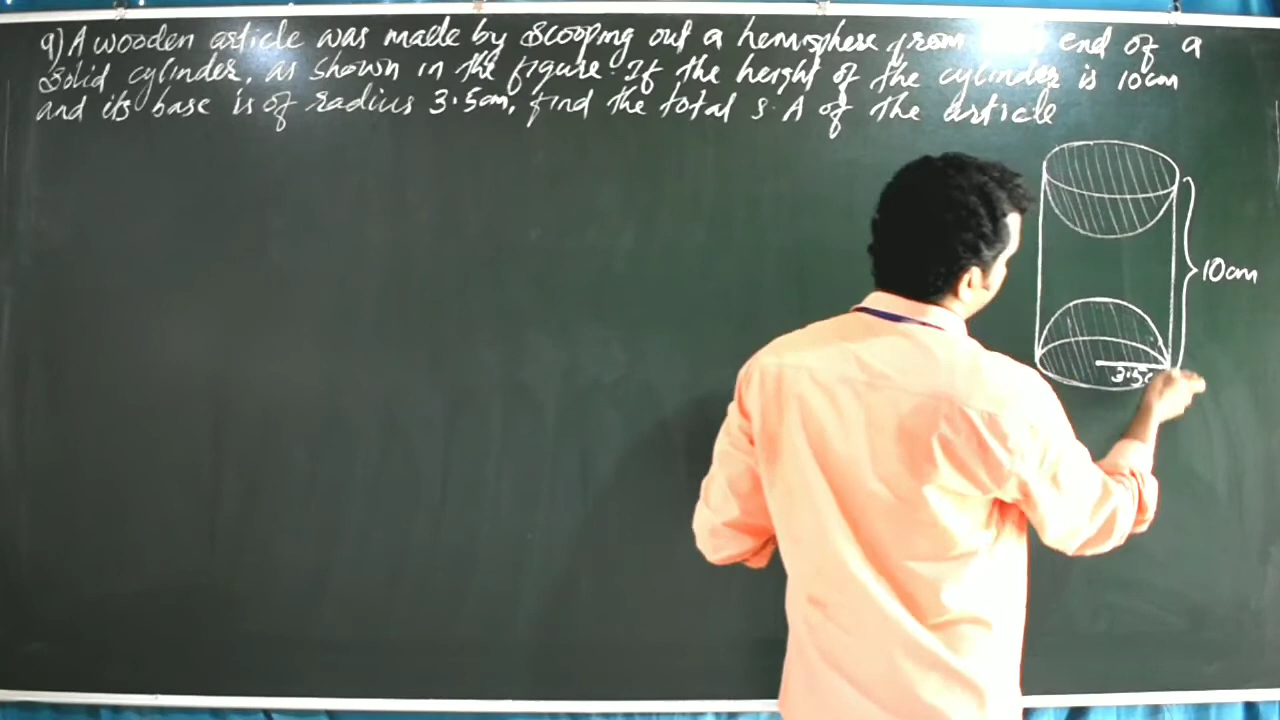 9) A wooden article was made by scooping out a hemisphere from end of a
solid cylinder, as shown in the figure. If the height of the cylinder is 10cm
and its base is of radius 3.5cm, find the total S.A of the article
10cm
3.5c